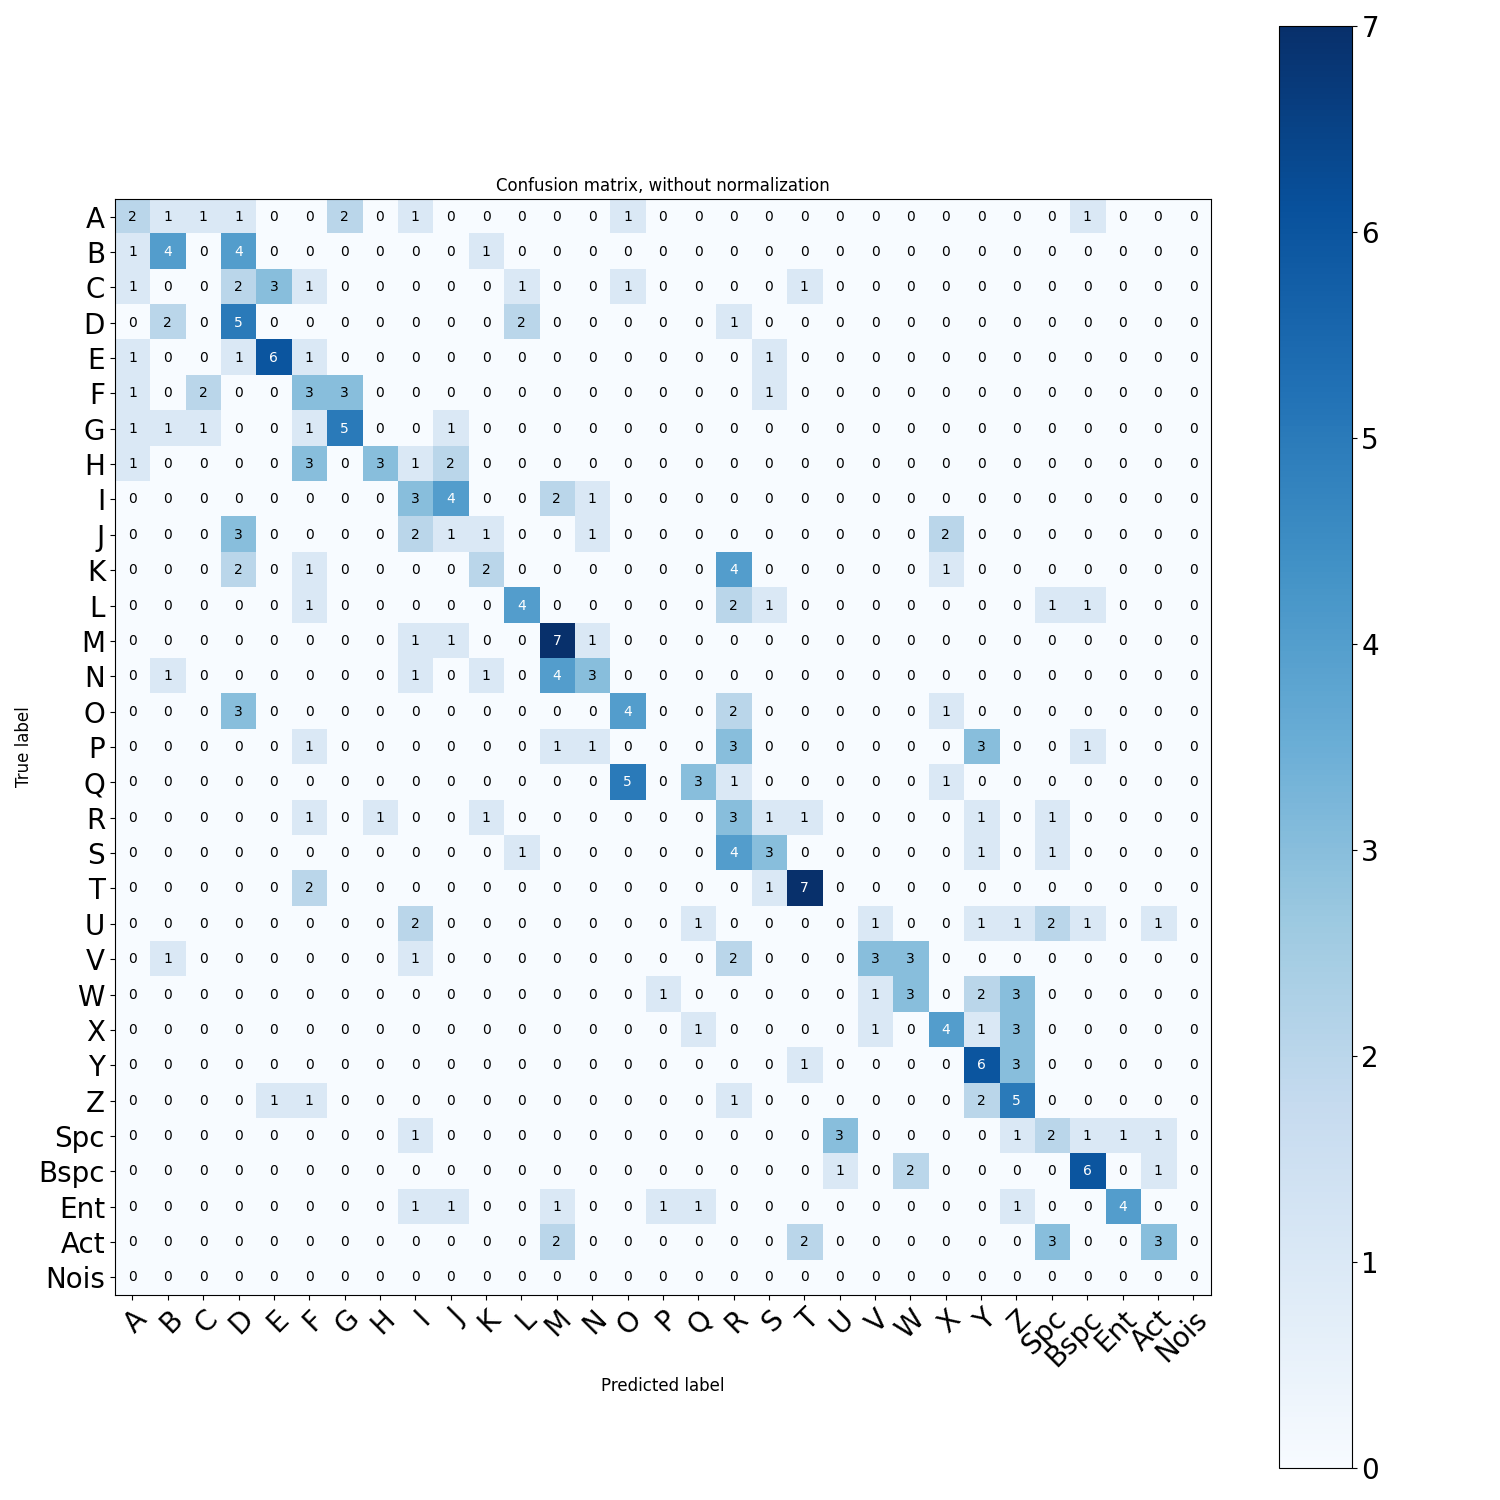 Confusion matrix, without normalization
A 2 1 1 1 0 0 2 0 1 0 0 0 0 0 1 0 0 0 0 0 0 0 0 0 0 0 0 1 0 0 0
B 1 4 0 4 0 0 0 0 0 0 1 0 0 0 0 0 0 0 0 0 0 0 0 0 0 0 0 0 0 0 0
C 1 0 0 2 3 1 0 0 0 0 0 1 0 0 1 0 0 0 0 1 0 0 0 0 0 0 0 0 0 0 0
D 0 2 0 5 0 0 0 0 0 0 0 2 0 0 0 0 0 1 0 0 0 0 0 0 0 0 0 0 0 0 0
E 1 0 0 1 6 1 0 0 0 0 0 0 0 0 0 0 0 0 1 0 0 0 0 0 0 0 0 0 0 0 0
F 1 0 2 0 0 3 3 0 0 0 0 0 0 0 0 0 0 0 1 0 0 0 0 0 0 0 0 0 0 0 0
G 1 1 1 0 0 1 5 0 0 1 0 0 0 0 0 0 0 0 0 0 0 0 0 0 0 0 0 0 0 0 0
H 1 0 0 0 0 3 0 3 1 2 0 0 0 0 0 0 0 0 0 0 0 0 0 0 0 0 0 0 0 0 0
I 0 0 0 0 0 0 0 0 3 4 0 0 2 1 0 0 0 0 0 0 0 0 0 0 0 0 0 0 0 0 0
J 0 0 0 3 0 0 0 0 2 1 1 0 0 1 0 0 0 0 0 0 0 0 0 2 0 0 0 0 0 0 0
K 0 0 0 2 0 1 0 0 0 0 2 0 0 0 0 0 0 4 0 0 0 0 0 1 0 0 0 0 0 0 0
L 0 0 0 0 0 1 0 0 0 0 0 4 0 0 0 0 0 2 1 0 0 0 0 0 0 0 1 1 0 0 0
M 0 0 0 0 0 0 0 0 1 1 0 0 7 1 0 0 0 0 0 0 0 0 0 0 0 0 0 0 0 0 0
N 0 1 0 0 0 0 0 0 1 0 1 0 4 3 0 0 0 0 0 0 0 0 0 0 0 0 0 0 0 0 0
O 0 0 0 3 0 0 0 0 0 0 0 0 0 0 4 0 0 2 0 0 0 0 0 1 0 0 0 0 0 0 0
P 0 0 0 0 0 1 0 0 0 0 0 0 1 1 0 0 0 3 0 0 0 0 0 0 3 0 0 1 0 0 0
Q 0 0 0 0 0 0 0 0 0 0 0 0 0 0 5 0 3 1 0 0 0 0 0 1 0 0 0 0 0 0 0
R 0 0 0 0 0 1 0 1 0 0 1 0 0 0 0 0 0 3 1 1 0 0 0 0 1 0 1 0 0 0 0
S 0 0 0 0 0 0 0 0 0 0 0 1 0 0 0 0 0 4 3 0 0 0 0 0 1 0 1 0 0 0 0
T 0 0 0 0 0 2 0 0 0 0 0 0 0 0 0 0 0 0 1 7 0 0 0 0 0 0 0 0 0 0 0
U 0 0 0 0 0 0 0 0 2 0 0 0 0 0 0 0 1 0 0 0 0 1 0 0 1 1 2 1 0 1 0
V 0 1 0 0 0 0 0 0 1 0 0 0 0 0 0 0 0 2 0 0 0 3 3 0 0 0 0 0 0 0 0
W 0 0 0 0 0 0 0 0 0 0 0 0 0 0 0 1 0 0 0 0 0 1 3 0 2 3 0 0 0 0 0
X 0 0 0 0 0 0 0 0 0 0 0 0 0 0 0 0 1 0 0 0 0 1 0 4 1 3 0 0 0 0 0
Y 0 0 0 0 0 0 0 0 0 0 0 0 0 0 0 0 0 0 0 1 0 0 0 0 6 3 0 0 0 0 0
Z 0 0 0 0 1 1 0 0 0 0 0 0 0 0 0 0 0 1 0 0 0 0 0 0 2 5 0 0 0 0 0
Spc 0 0 0 0 0 0 0 0 1 0 0 0 0 0 0 0 0 0 0 0 3 0 0 0 0 1 2 1 1 1 0
Bspc 0 0 0 0 0 0 0 0 0 0 0 0 0 0 0 0 0 0 0 0 1 0 2 0 0 0 0 6 0 1 0
Ent 0 0 0 0 0 0 0 0 1 1 0 0 1 0 0 1 1 0 0 0 0 0 0 0 0 1 0 0 4 0 0
Act 0 0 0 0 0 0 0 0 0 0 0 0 2 0 0 0 0 0 0 2 0 0 0 0 0 0 3 0 0 3 0
Nois 0 0 0 0 0 0 0 0 0 0 0 0 0 0 0 0 0 0 0 0 0 0 0 0 0 0 0 0 0 0 0
A B C D E F G H I J K L M N O P Q R S T U V W X Y Z Spc Bspc Ent Act Nois
True label
Predicted label
7
6
5
4
3
2
1
0